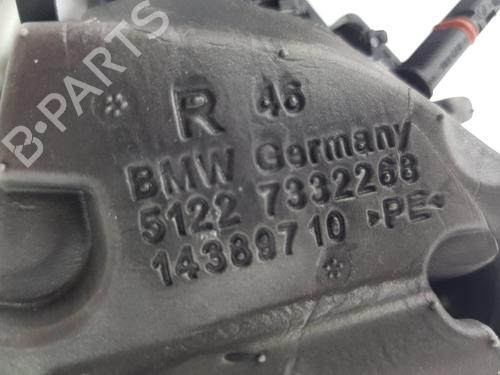 R 46
BMW Germany
5122 7332268
14389710 >PE<
B-PARTS